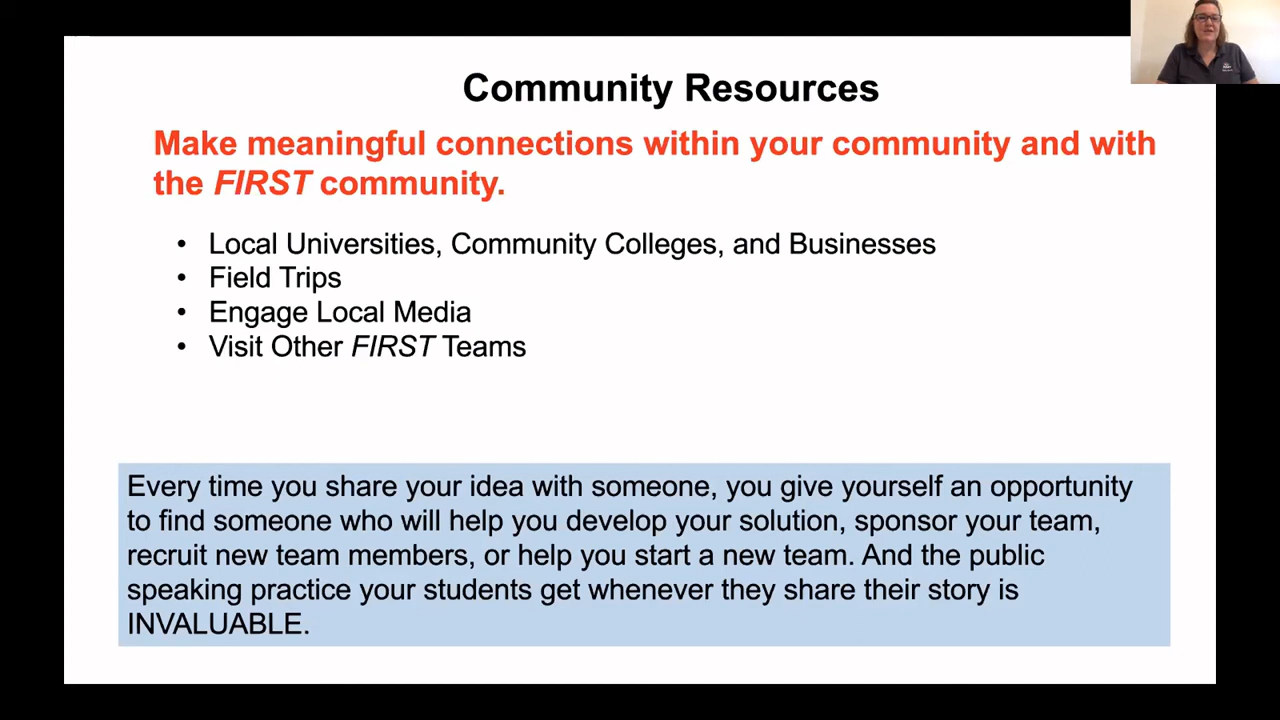 Community Resources
Make meaningful connections within your community and with
the FIRST community.
• Local Universities, Community Colleges, and Businesses
• Field Trips
• Engage Local Media
• Visit Other FIRST Teams
Every time you share your idea with someone, you give yourself an opportunity
to find someone who will help you develop your solution, sponsor your team,
recruit new team members, or help you start a new team. And the public
speaking practice your students get whenever they share their story is
INVALUABLE.